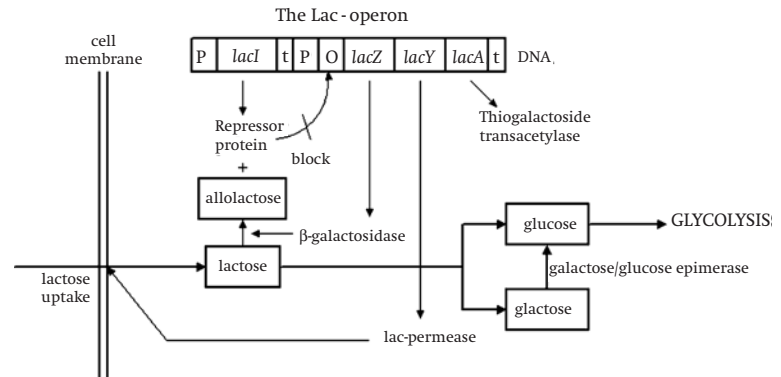 The Lac - operon
cell
membrane
P lacI t P O lacZ lacY lacA t DNA
Repressor
protein
block
Thiogalactoside
transacetylase
+
allolactose
β-galactosidase
lactose
lactose
uptake
glucose
GLYCOLYSIS
galactose/glucose epimerase
glactose
lac-permease